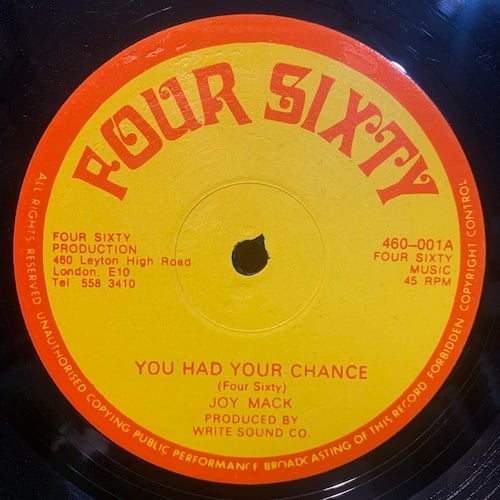 FOUR SIXTY
FOUR SIXTY
PRODUCTION
460 Leyton High Road
London. E10
Tel. 558 3410
460-001A
FOUR SIXTY
MUSIC
45 RPM
YOU HAD YOUR CHANCE
(Four Sixty)
JOY MACK
PRODUCED BY
WRITE SOUND CO.
ALL RIGHTS RESERVED UNAUTHORISED COPYING PUBLIC PERFORMANCE BROADCASTING OF THIS RECORD FORBIDDEN COPYRIGHT CONTROL